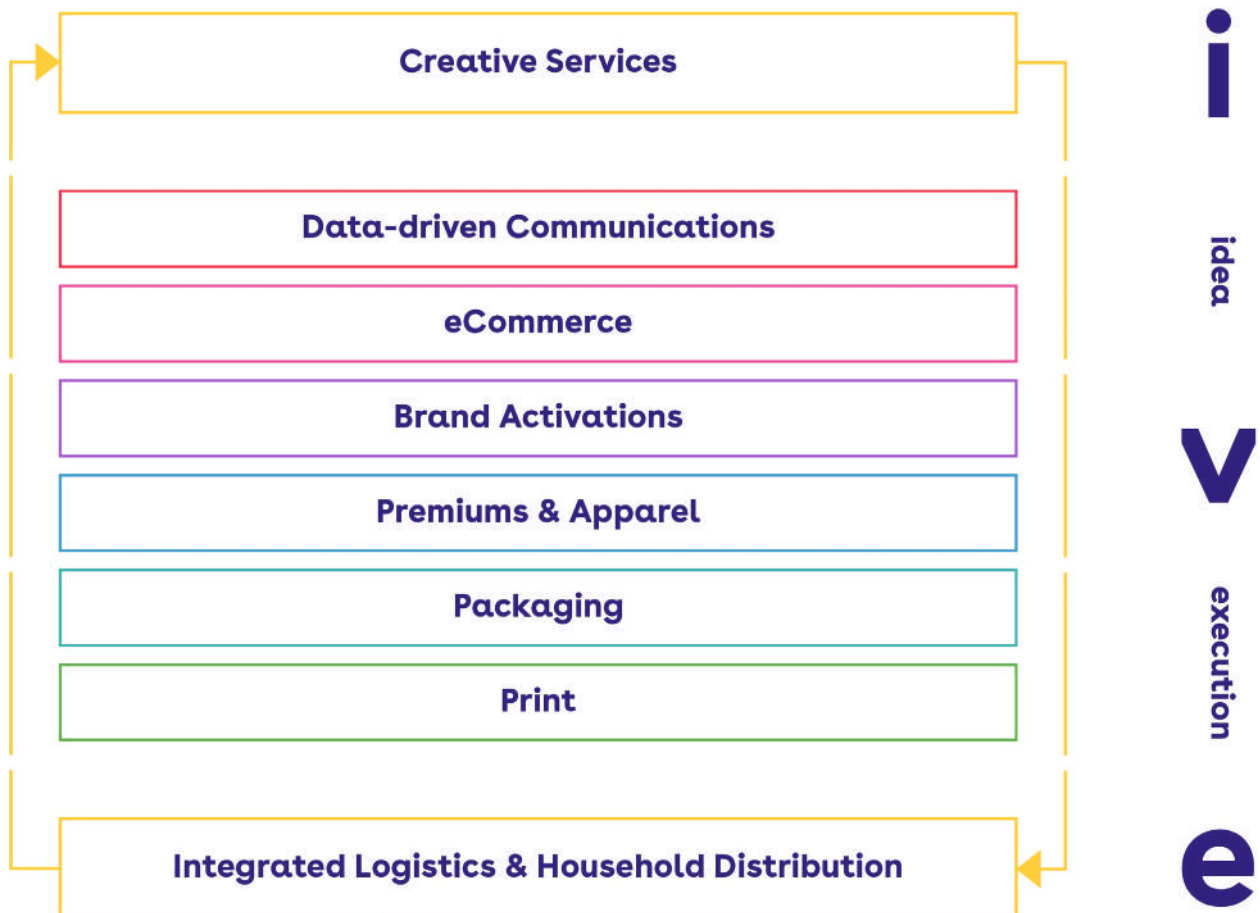 Creative Services
Data-driven Communications
eCommerce
Brand Activations
Premiums & Apparel
Packaging
Print
Integrated Logistics & Household Distribution
i
idea
v
execution
e